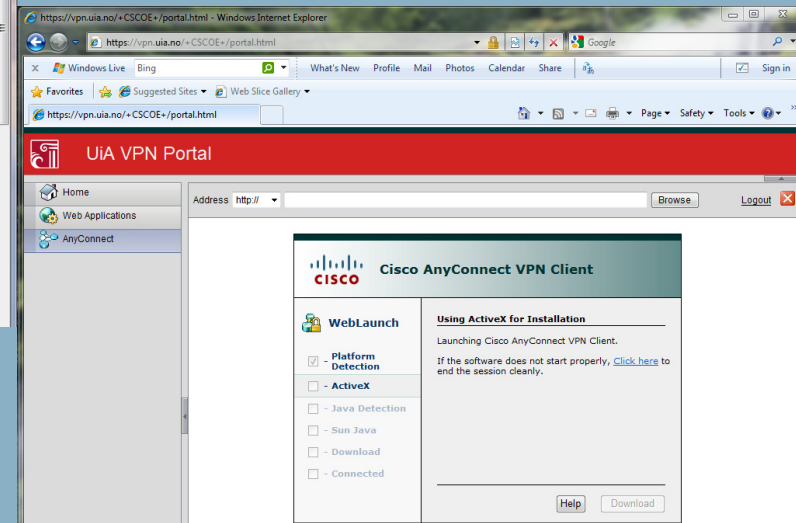 https://vpn.uia.no/+CSCOE+/portal.html - Windows Internet Explorer
https://vpn.uia.no/+CSCOE+/portal.html
Google
Windows Live Bing What's New Profile Mail Photos Calendar Share Sign in
Favorites Suggested Sites Web Slice Gallery
https://vpn.uia.no/+CSCOE+/portal.html Page Safety Tools
UiA VPN Portal
Home
Web Applications
AnyConnect
Address http:// Browse Logout
CISCO
Cisco AnyConnect VPN Client
WebLaunch
- Platform
Detection
- ActiveX
- Java Detection
- Sun Java
- Download
- Connected
Using ActiveX for Installation
Launching Cisco AnyConnect VPN Client.
If the software does not start properly, Click here to
end the session cleanly.
Help Download